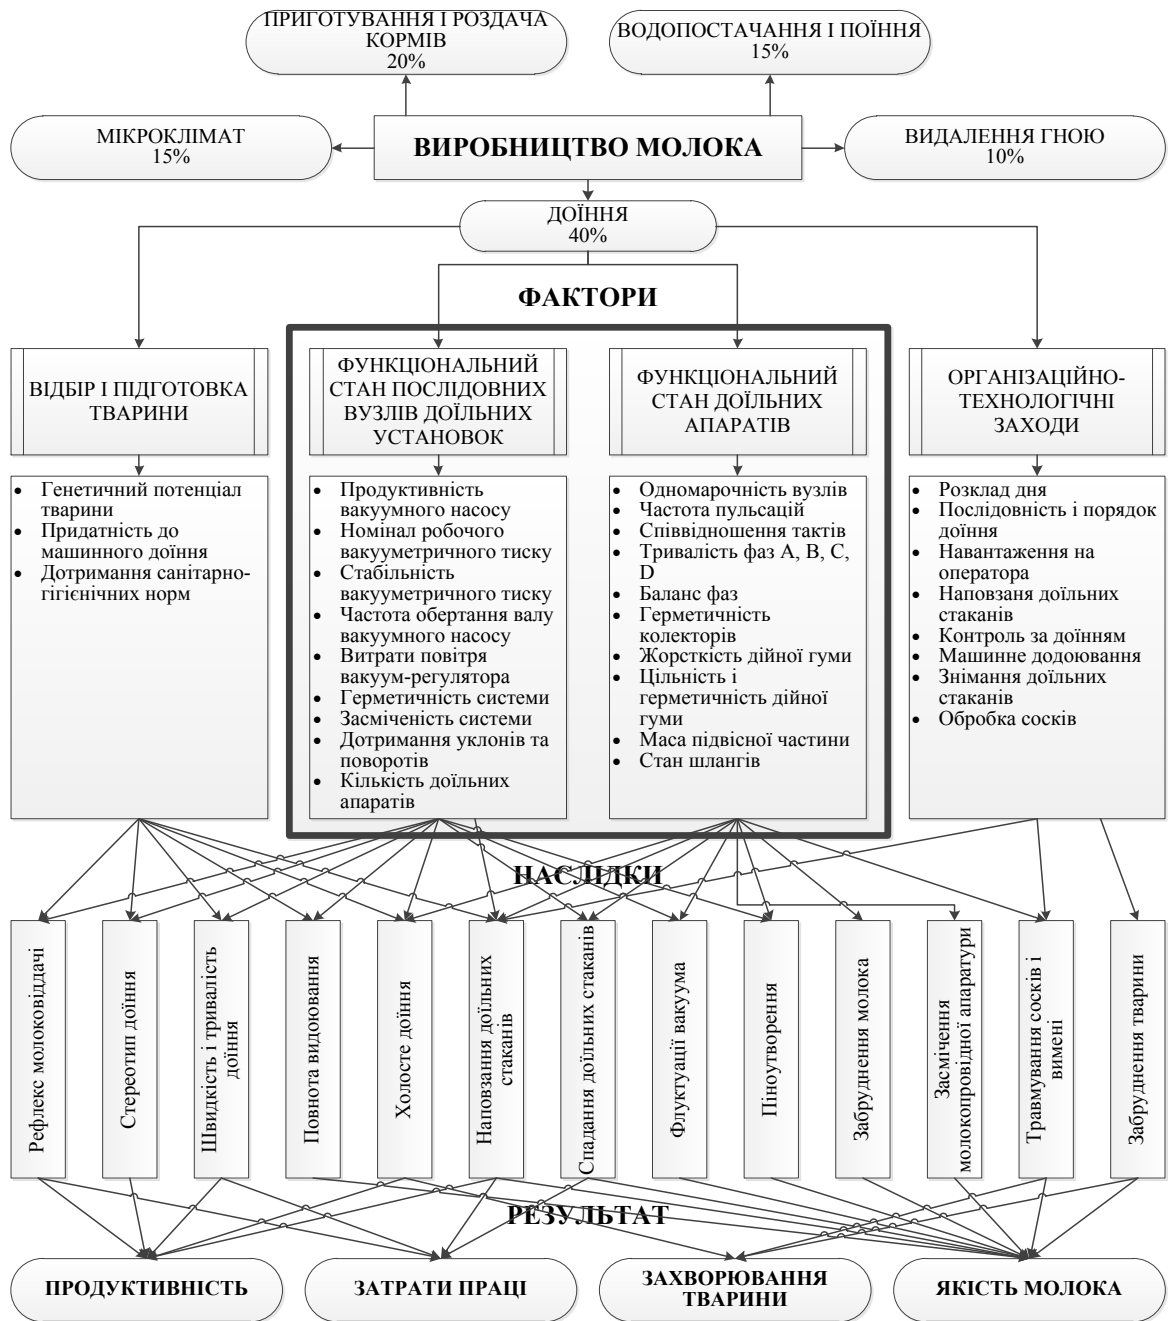 ПРИГОТУВАННЯ І РОЗДАЧА
КОРМІВ
20%
ВОДОПОСТАЧАННЯ І ПОЇННЯ
15%
МІКРОКЛІМАТ
15%
ВИРОБНИЦТВО МОЛОКА
ВИДАЛЕННЯ ГНОЮ
10%
ДОЇННЯ
40%
ФАКТОРИ
ВІДБІР І ПІДГОТОВКА
ТВАРИНИ
ФУНКЦІОНАЛЬНИЙ
СТАН ПОСЛІДОВНИХ
ВУЗЛІВ ДОЇЛЬНИХ
УСТАНОВОК
ФУНКЦІОНАЛЬНИЙ
СТАН ДОЇЛЬНИХ
АПАРАТІВ
ОРГАНІЗАЦІЙНО-
ТЕХНОЛОГІЧНІ
ЗАХОДИ
• Генетичний потенціал
тварини
• Придатність до
машинного доїння
• Дотримання санітарно-
гігієнічних норм
• Продуктивність
вакуумного насосу
• Номінал робочого
вакууметричного тиску
• Стабільність
вакууметричного тиску
• Частота обертання валу
вакуумного насосу
• Витрати повітря
вакуум-регулятора
• Герметичність системи
• Засміченість системи
• Дотримання уклонів та
поворотів
• Кількість доїльних
апаратів
• Одномарочність вузлів
• Частота пульсацій
• Співвідношення тактів
• Тривалість фаз A, B, C,
D
• Баланс фаз
• Герметичність
колекторів
• Жорсткість дійної гуми
• Цільність і
герметичність дійної
гуми
• Маса підвісної частини
• Стан шлангів
• Розклад дня
• Послідовність і порядок
доїння
• Навантаження на
оператора
• Наповзаня доїльних
стаканів
• Контроль за доїнням
• Машинне додоювання
• Знімання доїльних
стаканів
• Обробка сосків
НАСЛІДКИ
Рефлекс молоковіддачі
Стереотип доїння
Швидкість і тривалість
доїння
Повнота видоювання
Холосте доїння
Наповзання доїльних
стаканів
Спадання доїльних стаканів
Флуктуації вакуума
Піноутворення
Забруднення молока
Засмічення
молокопровідної апаратури
Травмування сосків і
вимені
Забруднення тварини
РЕЗУЛЬТАТ
ПРОДУКТИВНІСТЬ
ЗАТРАТИ ПРАЦІ
ЗАХВОРЮВАННЯ
ТВАРИНИ
ЯКІСТЬ МОЛОКА